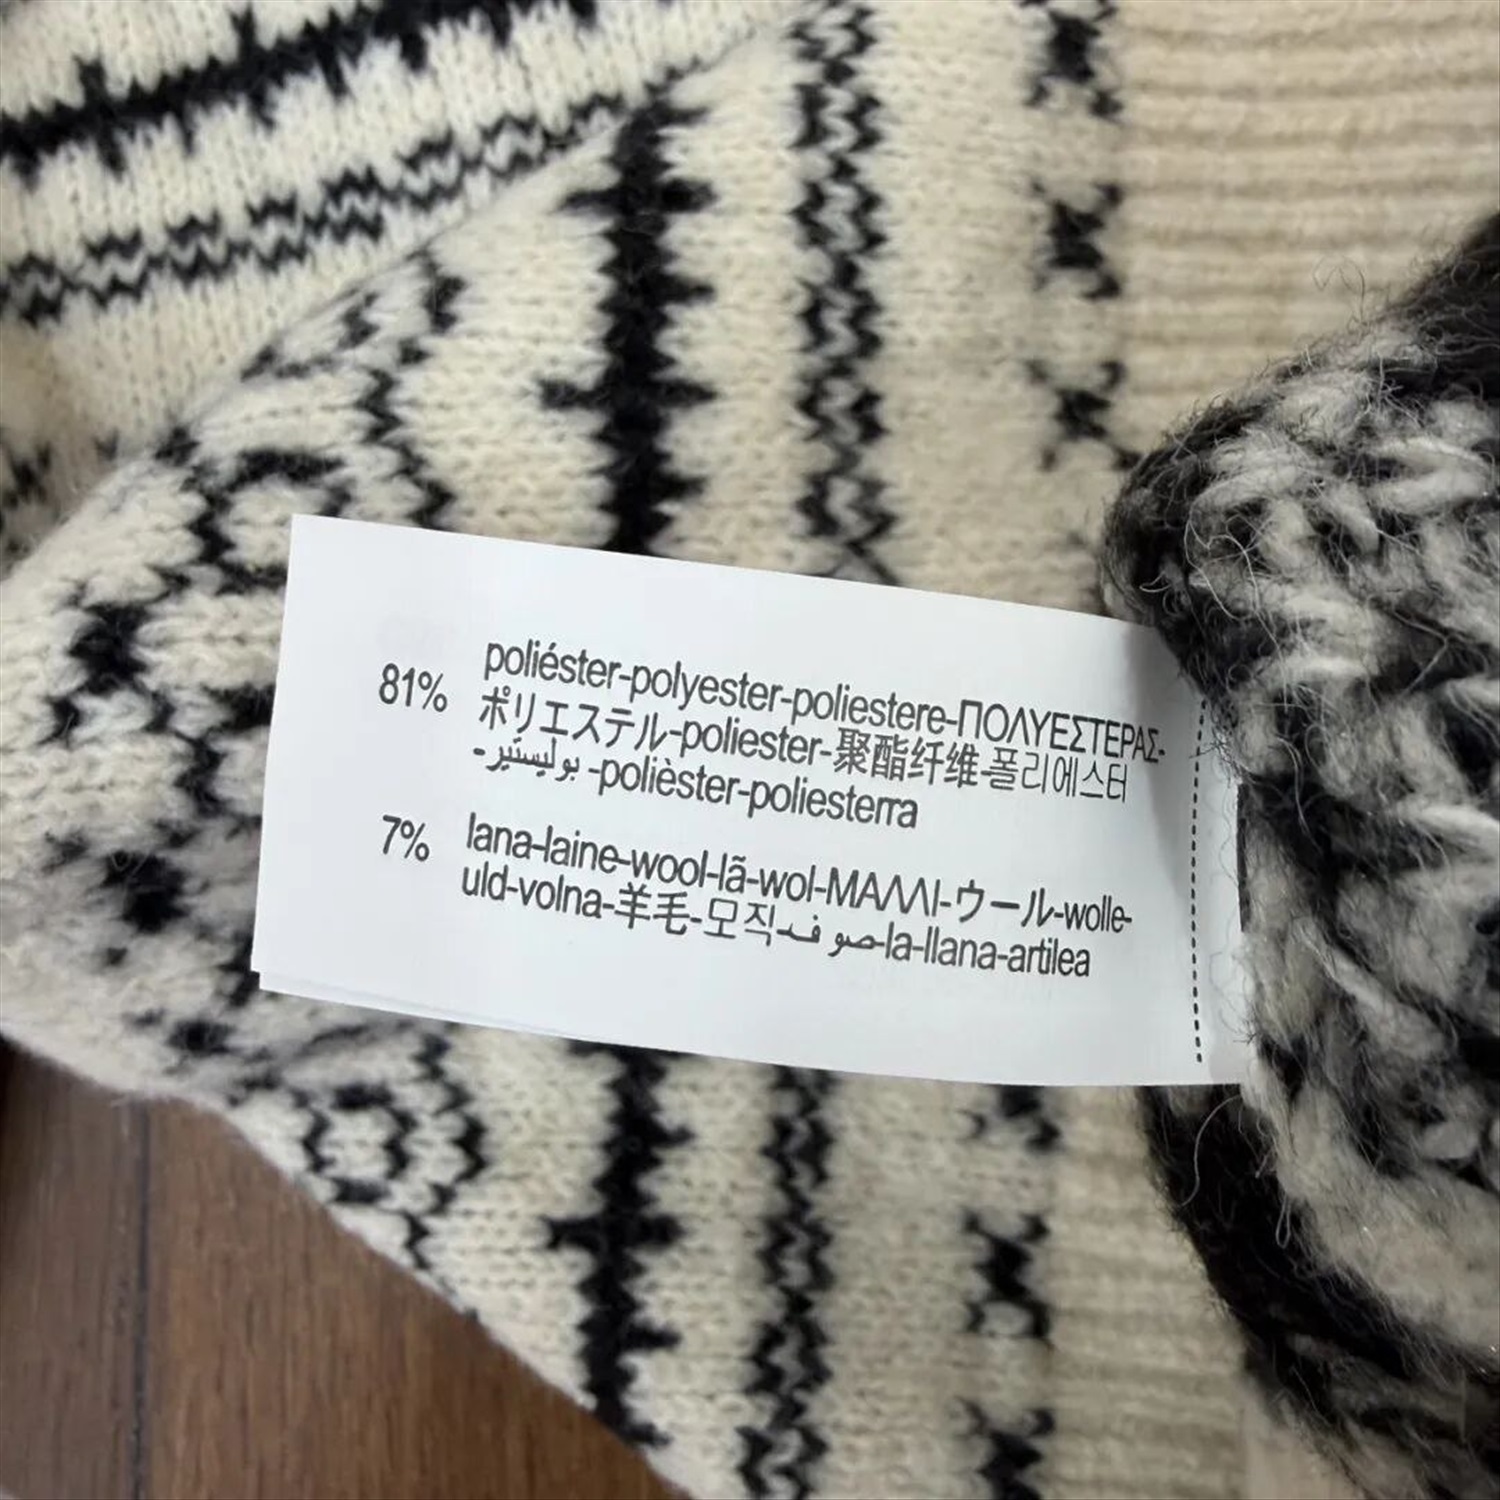 81% poliéster-polyester-poliestere-ΠΟΛΥΕΣΤΕΡΑΣ-
ポリエステル-poliester-聚酯纤维-폴리에스터
-بوليستير -polièster-poliesterra
7% lana-laine-wool-lã-wol-ΜΑΛΛΙ-ウール-wolle-
uld-volna-羊毛-모직-صوف-la-llana-artilea